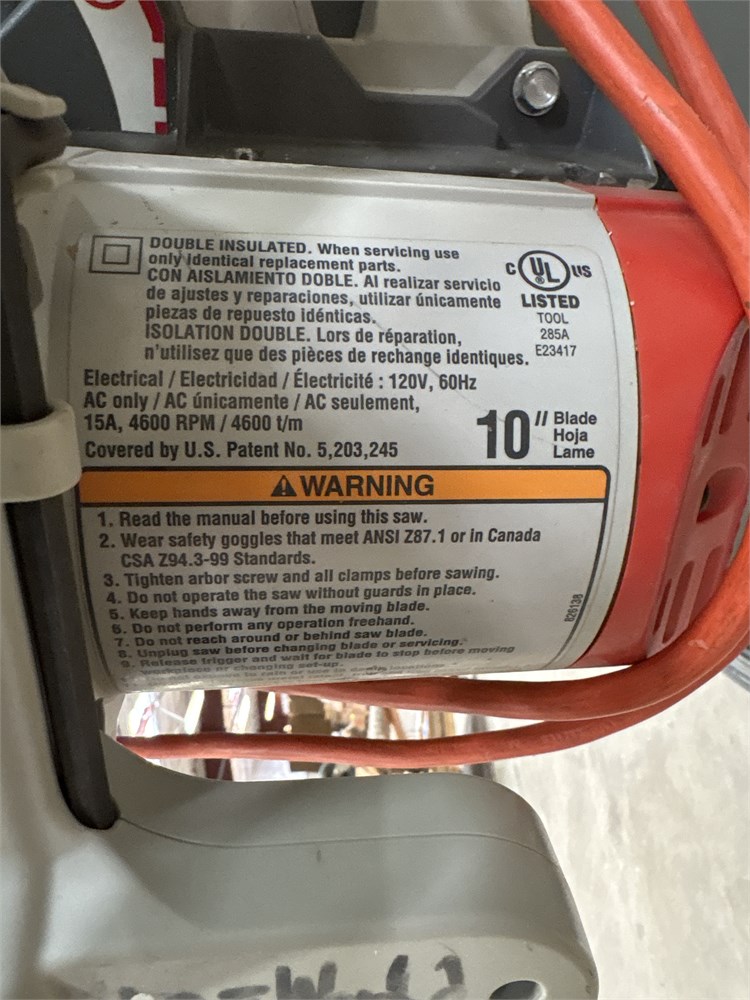 DOUBLE INSULATED. When servicing use
only identical replacement parts.
CON AISLAMIENTO DOBLE. Al realizar servicio
de ajustes y reparaciones, utilizar únicamente
piezas de repuesto idénticas.
ISOLATION DOUBLE. Lors de réparation,
n'utilisez que des pièces de rechange identiques.
C UL ® US
LISTED
TOOL
285A
E23417
Electrical / Electricidad / Électricité : 120V, 60Hz
AC only / AC únicamente / AC seulement,
15A, 4600 RPM / 4600 t/m
Covered by U.S. Patent No. 5,203,245
10" Blade
Hoja
Lame
⚠WARNING
1. Read the manual before using this saw.
2. Wear safety goggles that meet ANSI Z87.1 or in Canada
CSA Z94.3-99 Standards.
3. Tighten arbor screw and all clamps before sawing.
4. Do not operate the saw without guards in place.
5. Keep hands away from the moving blade.
6. Do not perform any operation freehand.
7. Do not reach around or behind saw blade.
8. Unplug saw before changing blade or servicing.
9. Release trigger and wait for blade to stop before moving
workpiece or changing set-up.
826138